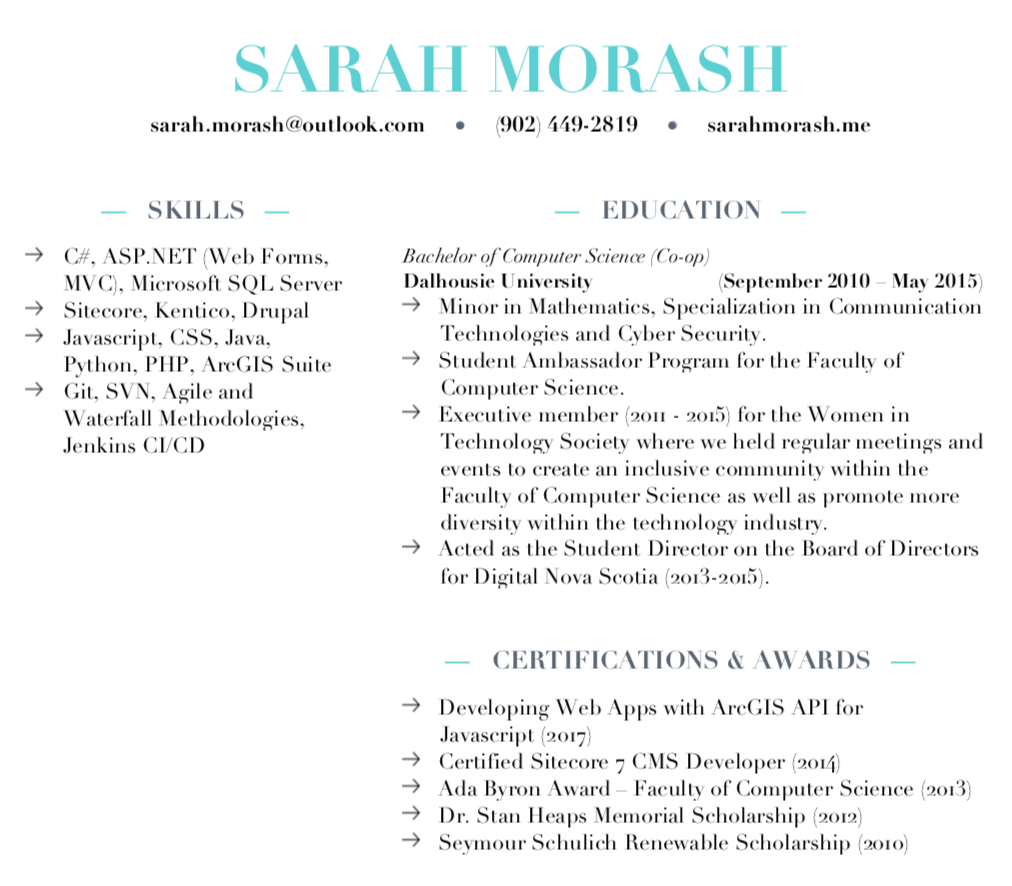 SARAH MORASH
sarah.morash@outlook.com • (902) 449-2819 • sarahmorash.me
— SKILLS —
→ C#, ASP.NET (Web Forms,
MVC), Microsoft SQL Server
→ Sitecore, Kentico, Drupal
→ Javascript, CSS, Java,
Python, PHP, ArcGIS Suite
→ Git, SVN, Agile and
Waterfall Methodologies,
Jenkins CI/CD
— EDUCATION —
Bachelor of Computer Science (Co-op)
Dalhousie University (September 2010 – May 2015)
→ Minor in Mathematics, Specialization in Communication
Technologies and Cyber Security.
→ Student Ambassador Program for the Faculty of
Computer Science.
→ Executive member (2011 - 2015) for the Women in
Technology Society where we held regular meetings and
events to create an inclusive community within the
Faculty of Computer Science as well as promote more
diversity within the technology industry.
→ Acted as the Student Director on the Board of Directors
for Digital Nova Scotia (2013-2015).
— CERTIFICATIONS & AWARDS —
→ Developing Web Apps with ArcGIS API for
Javascript (2017)
→ Certified Sitecore 7 CMS Developer (2014)
→ Ada Byron Award – Faculty of Computer Science (2013)
→ Dr. Stan Heaps Memorial Scholarship (2012)
→ Seymour Schulich Renewable Scholarship (2010)